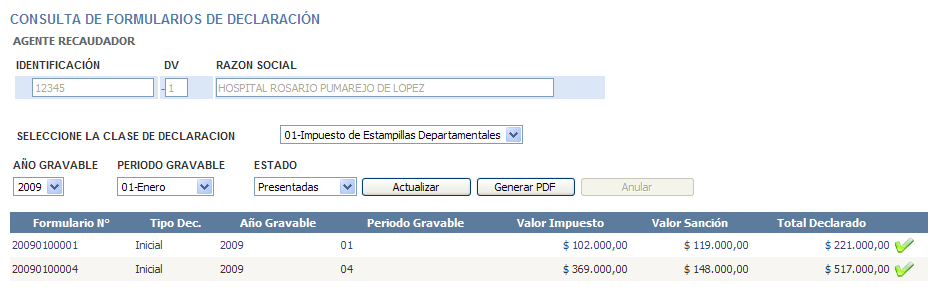 CONSULTA DE FORMULARIOS DE DECLARACIÓN
AGENTE RECAUDADOR
IDENTIFICACIÓN DV RAZON SOCIAL
12345 - 1 HOSPITAL ROSARIO PUMAREJO DE LOPEZ
SELECCIONE LA CLASE DE DECLARACION 01-Impuesto de Estampillas Departamentales
AÑO GRAVABLE PERIODO GRAVABLE ESTADO
2009 01-Enero Presentadas Actualizar Generar PDF Anular
Formulario N° Tipo Dec. Año Gravable Periodo Gravable Valor Impuesto Valor Sanción Total Declarado
20090100001 Inicial 2009 01 $ 102.000,00 $ 119.000,00 $ 221.000,00
20090100004 Inicial 2009 04 $ 369.000,00 $ 148.000,00 $ 517.000,00